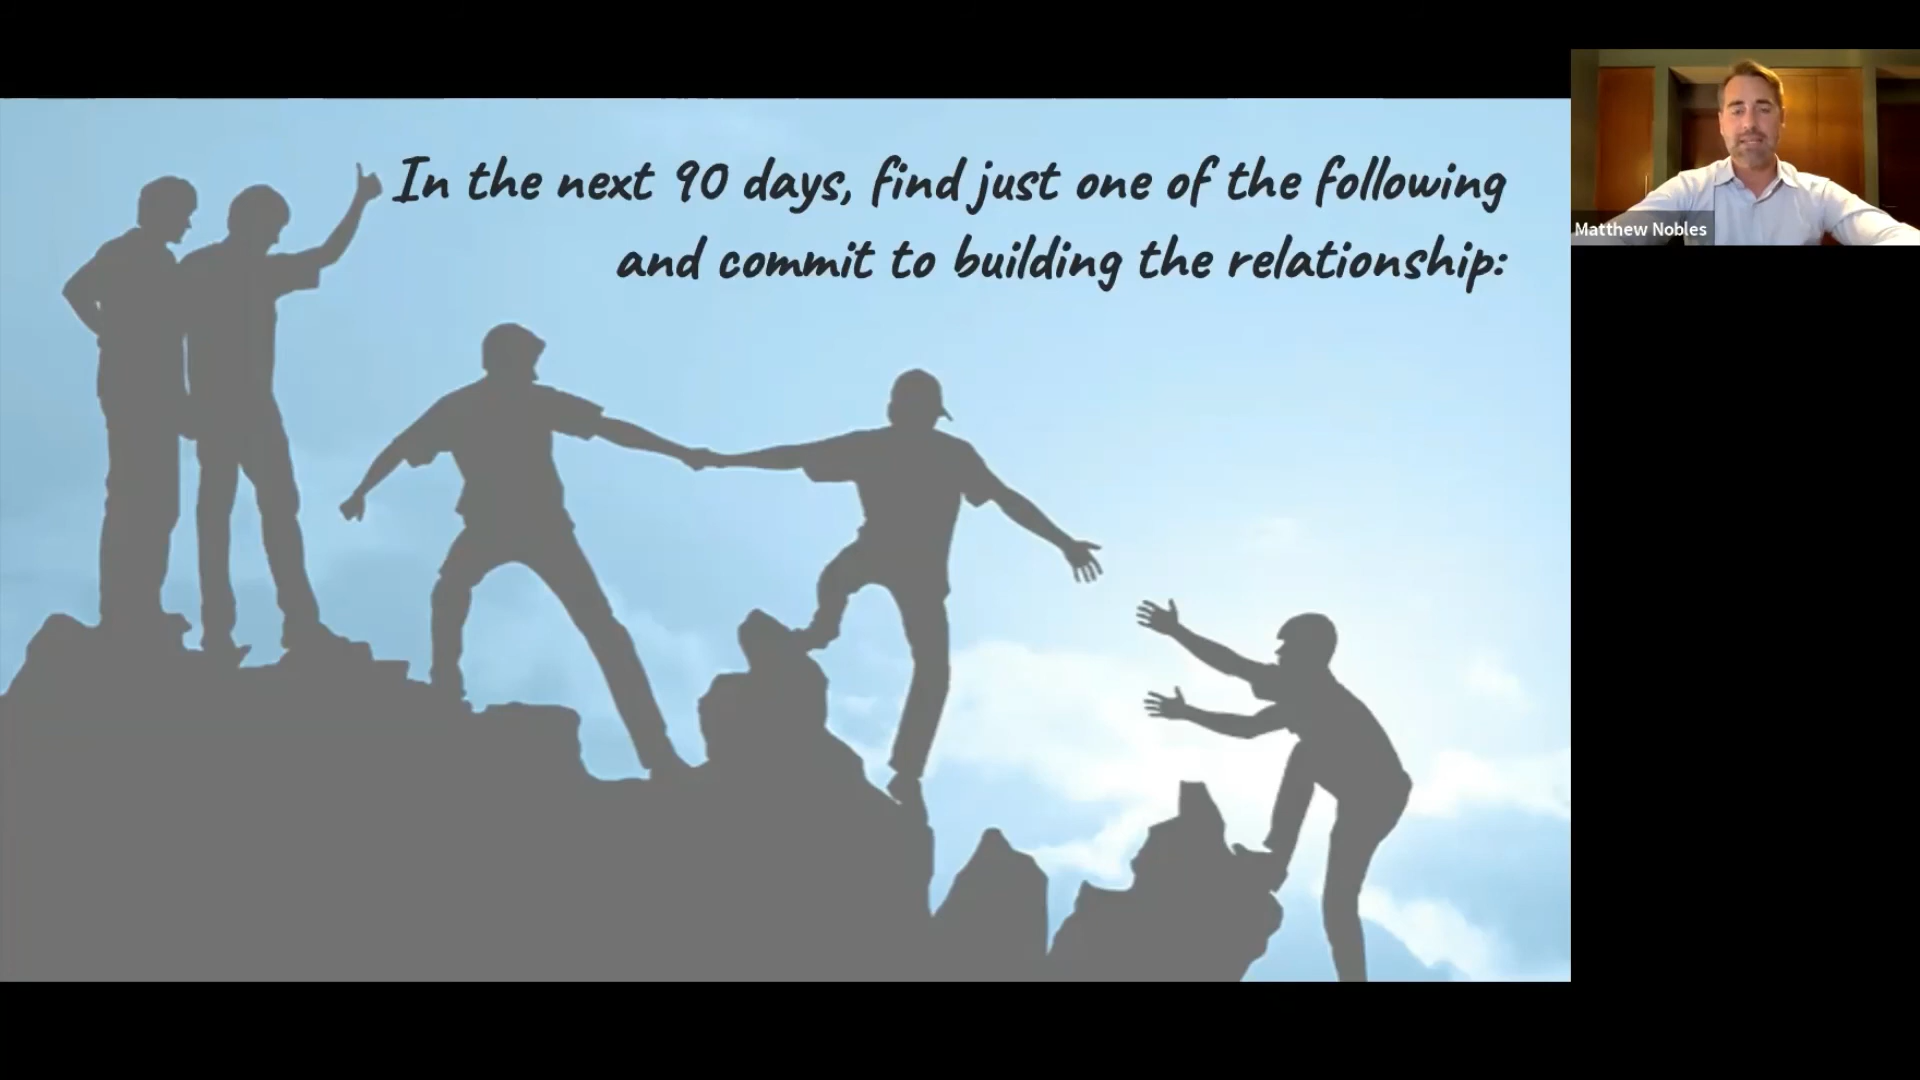 In the next 90 days, find just one of the following
and commit to building the relationship:
Matthew Nobles